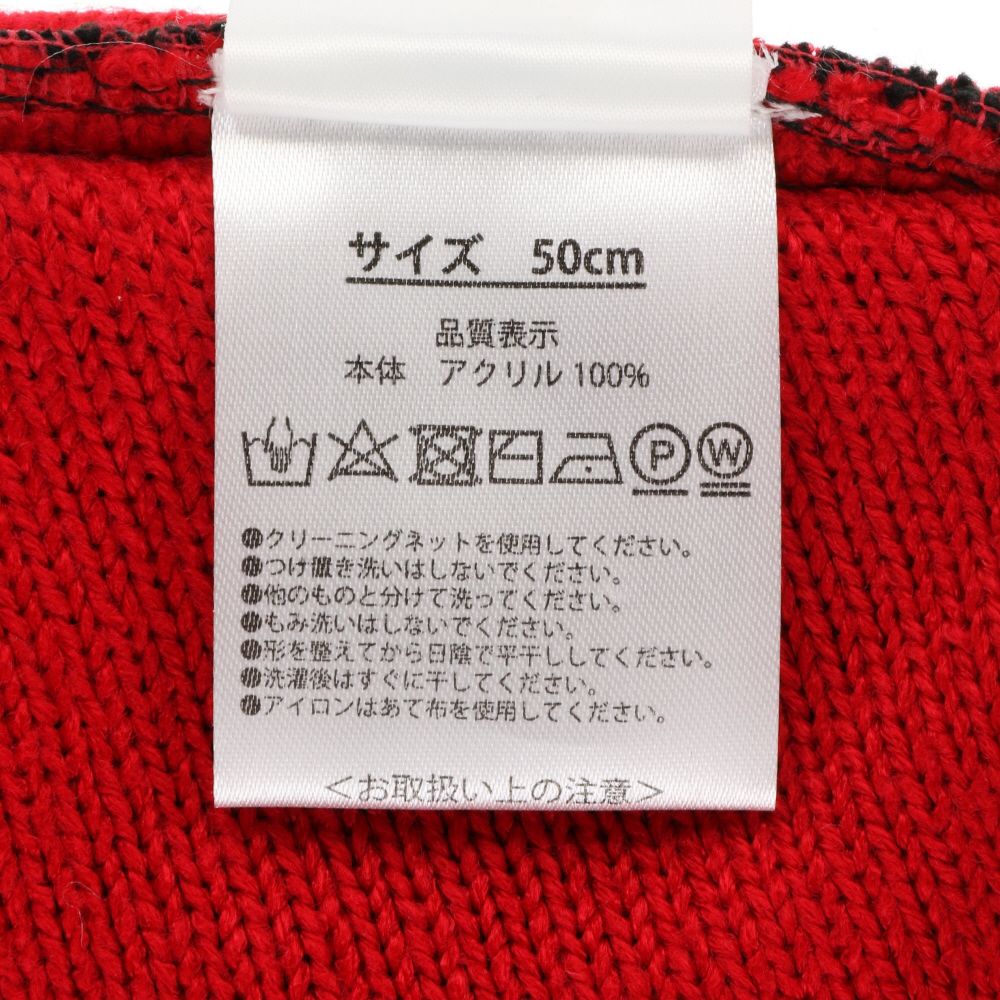 サイズ　50cm
品質表示
本体　アクリル 100%
P W
●クリーニングネットを使用してください。
●つけ置き洗いはしないでください。
●他のものと分けて洗ってください。
●もみ洗いはしないでください。
●形を整えてから日陰で平干ししてください。
●洗濯後はすぐに干してください。
●アイロンはあて布を使用してください。
＜お取扱い上の注意＞